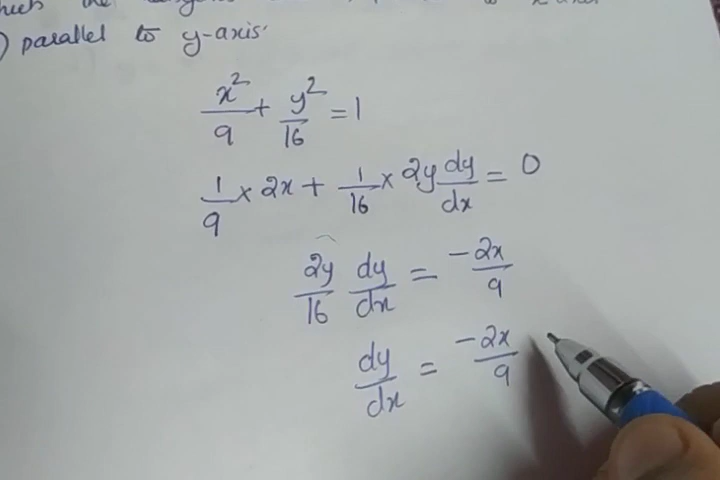 the
) parallel to y-axis.
x²/9 + y²/16 = 1
1/9 × 2x + 1/16 × 2y dy/dx = 0
2y/16 dy/dx = -2x/9
dy/dx = -2x/9